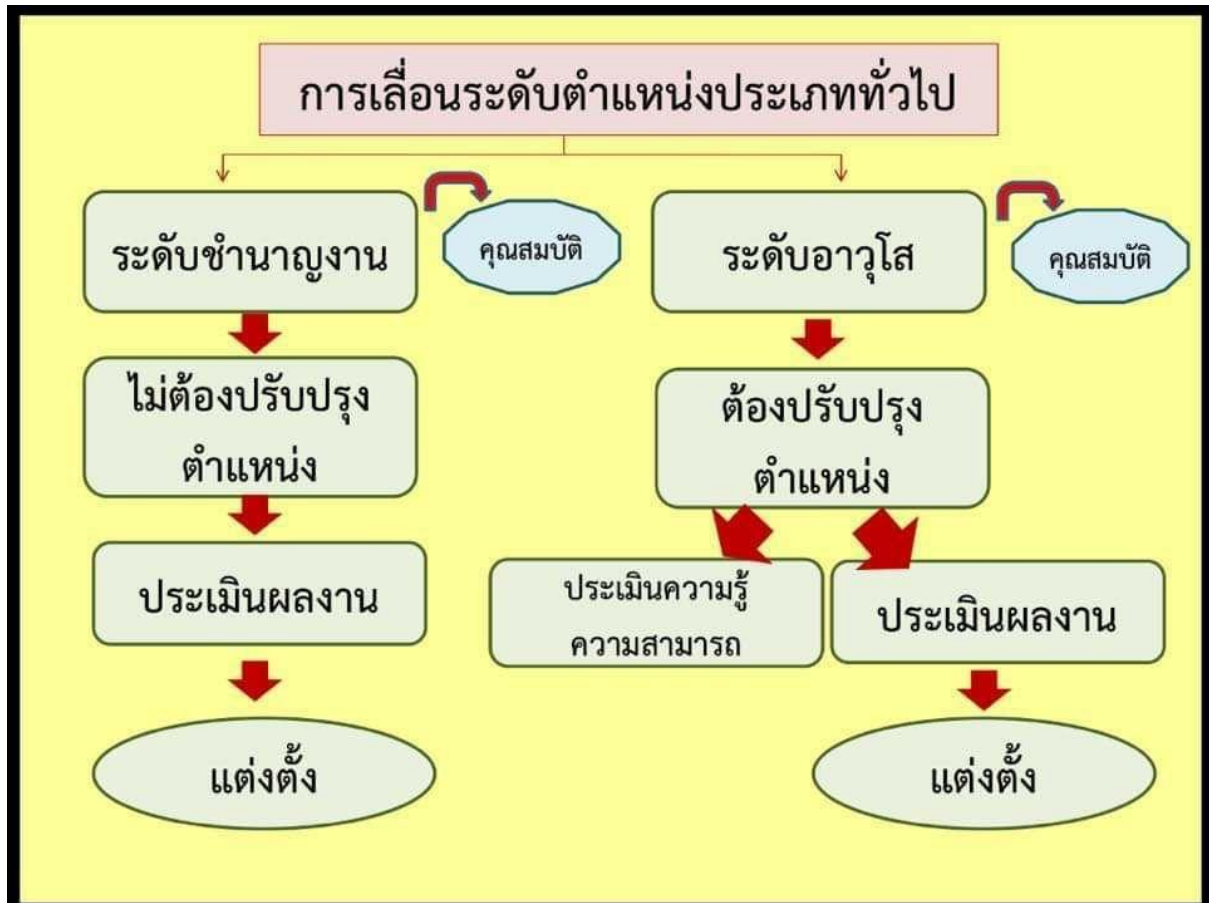 การเลื่อนระดับตำแหน่งประเภททั่วไป
ระดับชำนาญงาน
คุณสมบัติ
ระดับอาวุโส
คุณสมบัติ
ไม่ต้องปรับปรุง
ตำแหน่ง
ต้องปรับปรุง
ตำแหน่ง
ประเมินผลงาน
ประเมินความรู้
ความสามารถ
ประเมินผลงาน
แต่งตั้ง
แต่งตั้ง